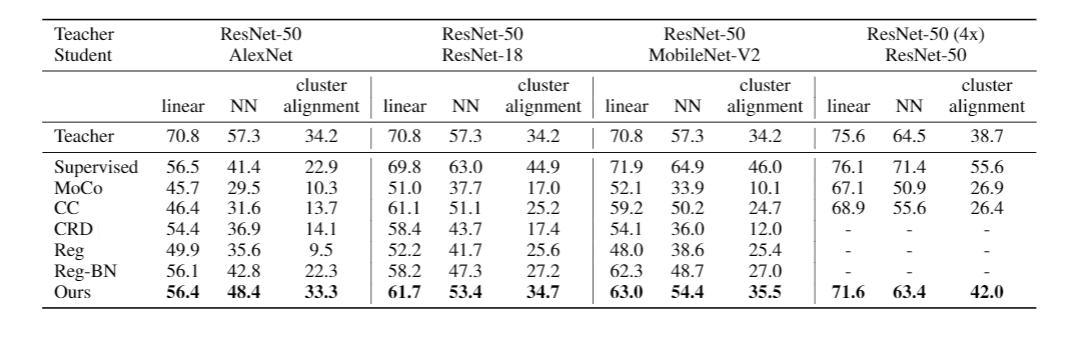 Teacher ResNet-50 ResNet-50 ResNet-50 ResNet-50 (4x)
Student AlexNet ResNet-18 MobileNet-V2 ResNet-50
cluster cluster cluster cluster
linear NN alignment linear NN alignment linear NN alignment linear NN alignment
Teacher 70.8 57.3 34.2 70.8 57.3 34.2 70.8 57.3 34.2 75.6 64.5 38.7
Supervised 56.5 41.4 22.9 69.8 63.0 44.9 71.9 64.9 46.0 76.1 71.4 55.6
MoCo 45.7 29.5 10.3 51.0 37.7 17.0 52.1 33.9 10.1 67.1 50.9 26.9
CC 46.4 31.6 13.7 61.1 51.1 25.2 59.2 50.2 24.7 68.9 55.6 26.4
CRD 54.4 36.9 14.1 58.4 43.7 17.4 54.1 36.0 12.0 - - -
Reg 49.9 35.6 9.5 52.2 41.7 25.6 48.0 38.6 25.4 - - -
Reg-BN 56.1 42.8 22.3 58.2 47.3 27.2 62.3 48.7 27.0 - - -
Ours 56.4 48.4 33.3 61.7 53.4 34.7 63.0 54.4 35.5 71.6 63.4 42.0